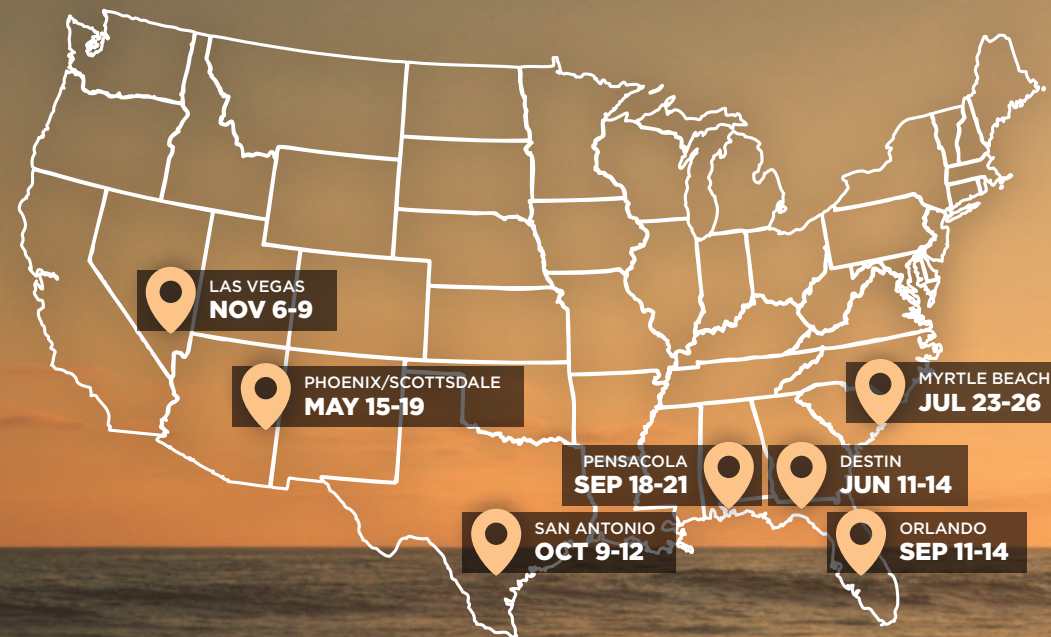 LAS VEGAS
NOV 6-9
PHOENIX/SCOTTSDALE
MAY 15-19
MYRTLE BEACH
JUL 23-26
PENSACOLA
SEP 18-21
DESTIN
JUN 11-14
SAN ANTONIO
OCT 9-12
ORLANDO
SEP 11-14